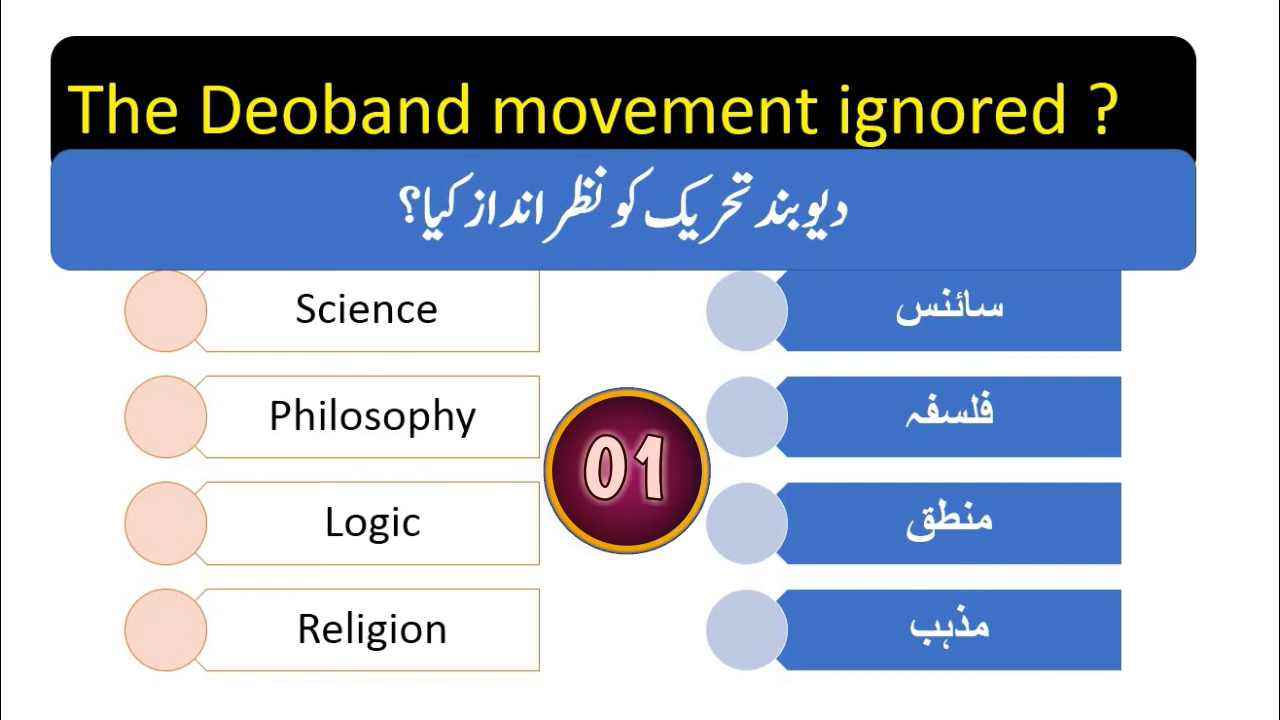 The Deoband movement ignored ?
دیوبند تحریک کو نظر انداز کیا؟
Science
سائنس
Philosophy
فلسفہ
01
Logic
منطق
Religion
مذہب